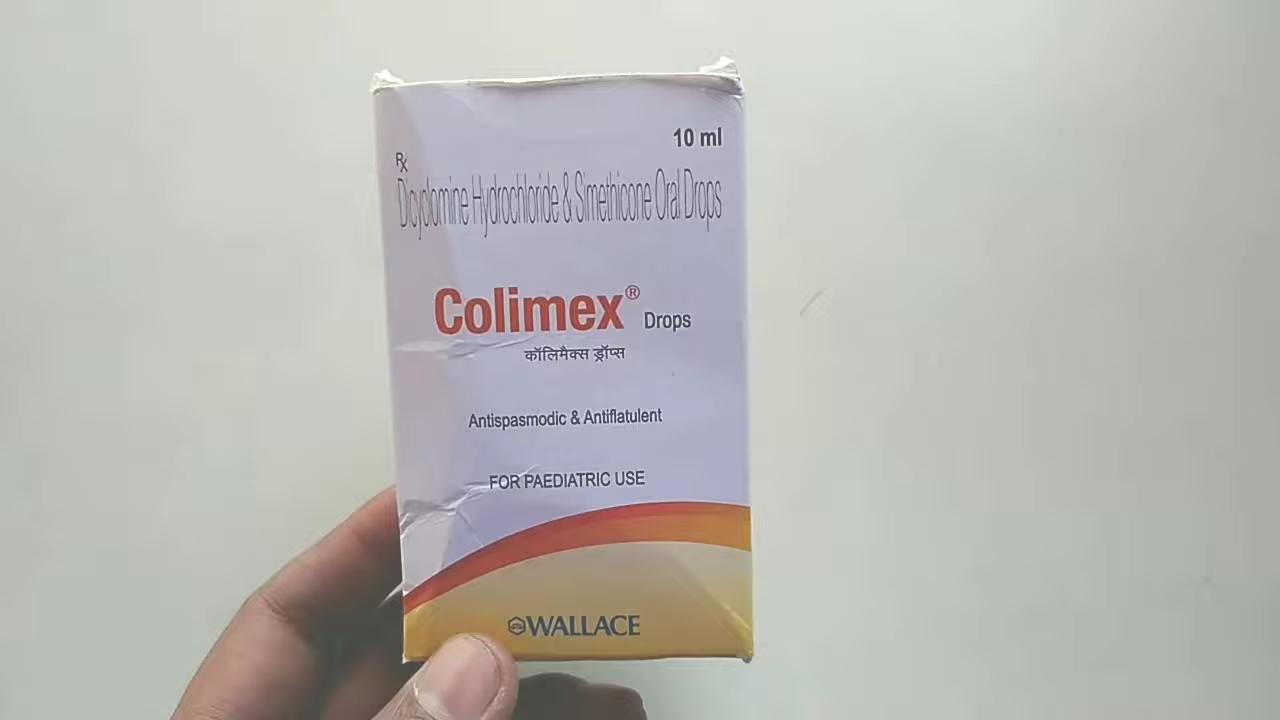 10 ml
Rx
Dicyclomine Hydrochloride & Simethicone Oral Drops
Colimex® Drops
कॉलिमैक्स ड्रॉप्स
Antispasmodic & Antiflatulent
FOR PAEDIATRIC USE
WALLACE